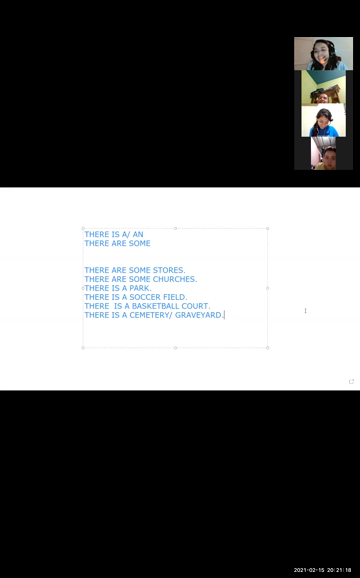 THERE IS A/ AN
THERE ARE SOME
THERE ARE SOME STORES.
THERE ARE SOME CHURCHES.
THERE IS A PARK.
THERE IS A SOCCER FIELD.
THERE  IS A BASKETBALL COURT.
THERE IS A CEMETERY/ GRAVEYARD.
2021-02-15 20:21:18